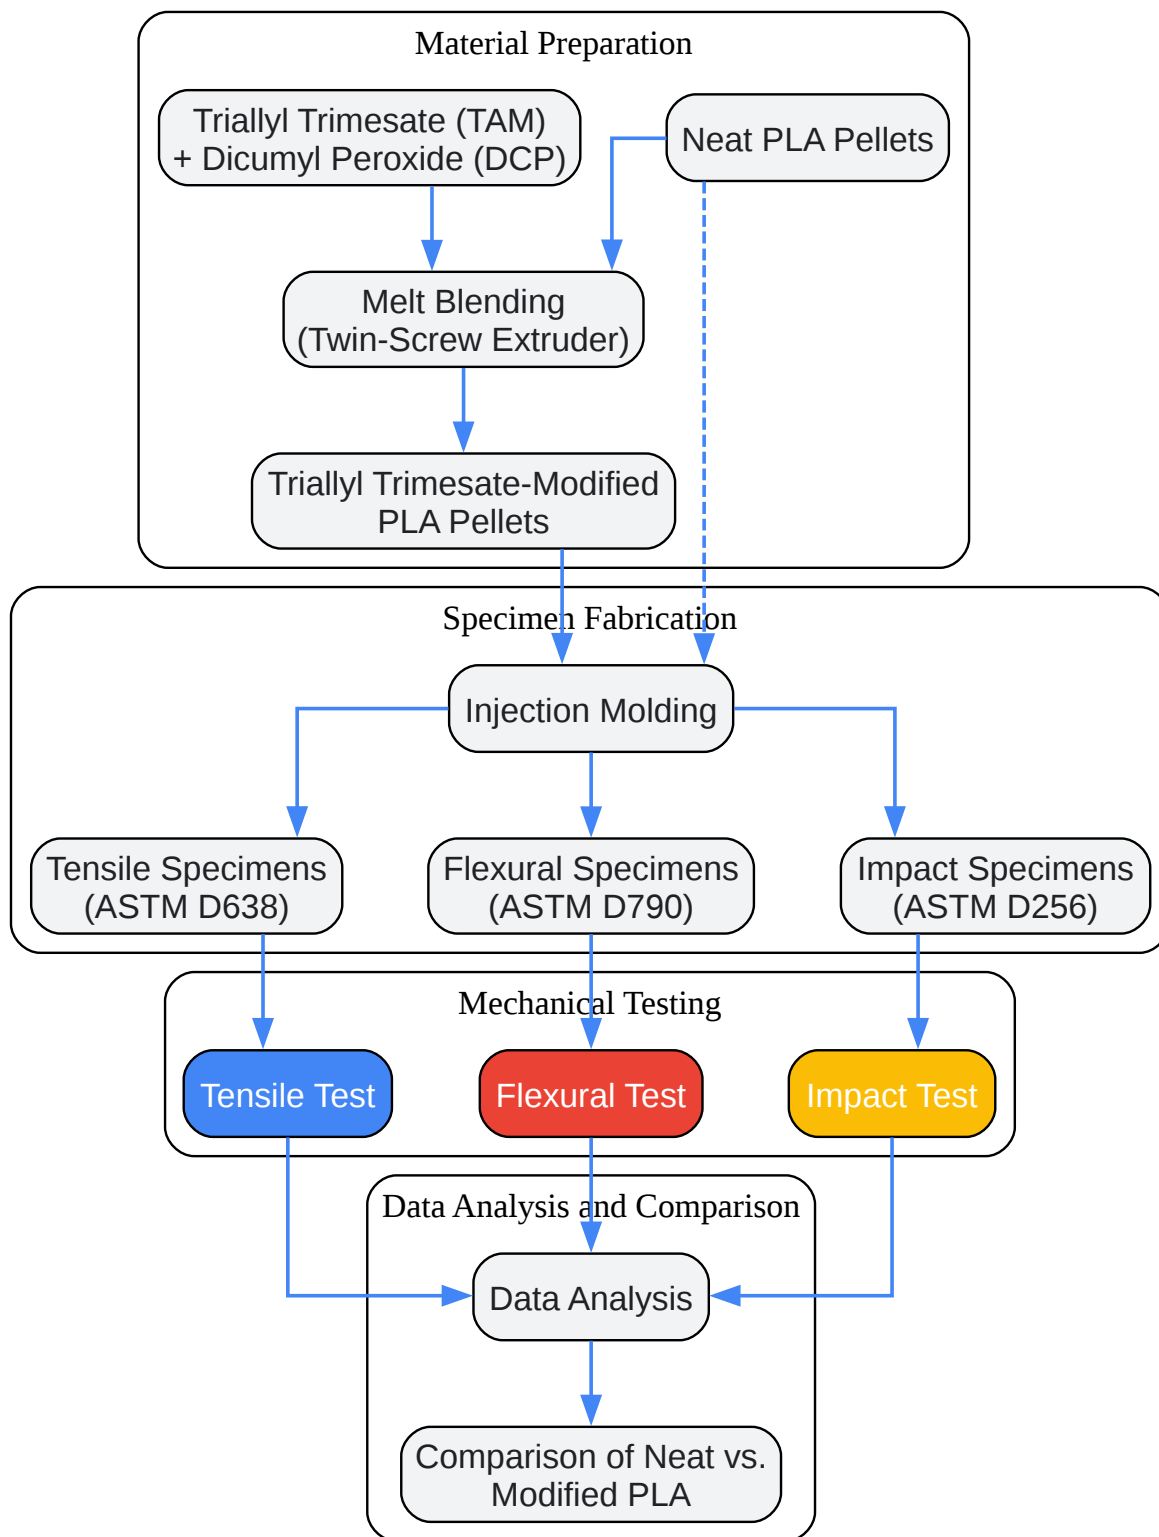 Material Preparation
Triallyl Trimesate (TAM)
+ Dicumyl Peroxide (DCP)
Neat PLA Pellets
Melt Blending
(Twin-Screw Extruder)
Triallyl Trimesate-Modified
PLA Pellets
Specimen Fabrication
Injection Molding
Tensile Specimens
(ASTM D638)
Flexural Specimens
(ASTM D790)
Impact Specimens
(ASTM D256)
Mechanical Testing
Tensile Test
Flexural Test
Impact Test
Data Analysis and Comparison
Data Analysis
Comparison of Neat vs.
Modified PLA